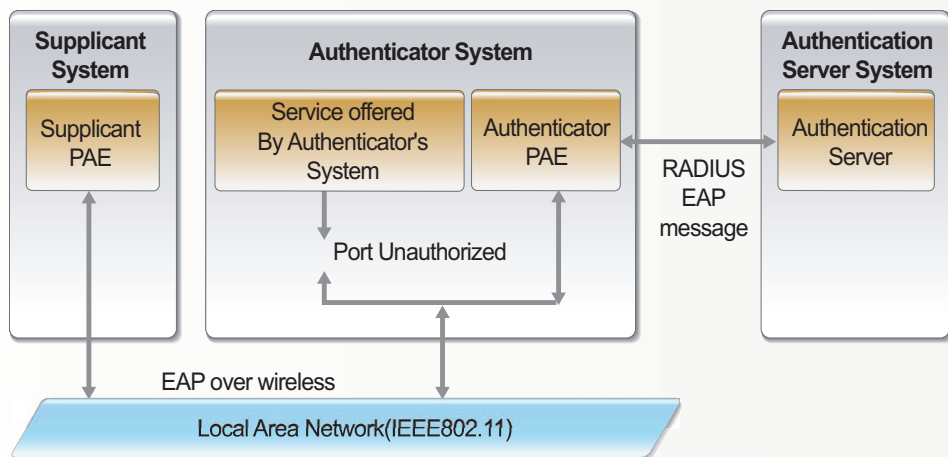 Supplicant
System
Supplicant
PAE
Authenticator System
Service offered
By Authenticator's
System
Authenticator
PAE
Port Unauthorized
RADIUS
EAP
message
Authentication
Server System
Authentication
Server
EAP over wireless
Local Area Network(IEEE802.11)